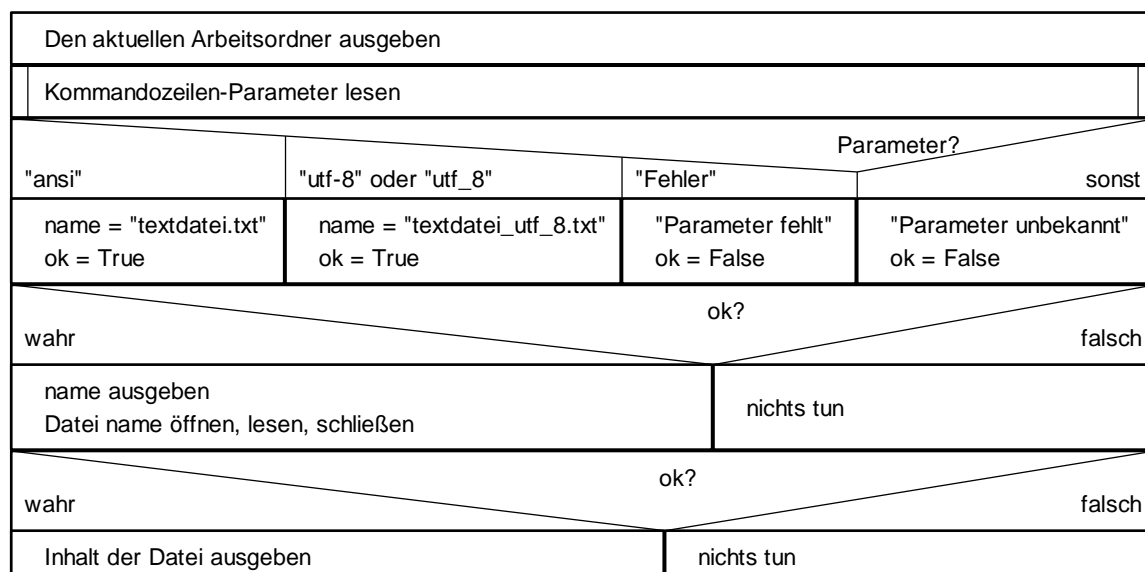 Den aktuellen Arbeitsordner ausgeben
Kommandozeilen-Parameter lesen
Parameter?
"ansi" "utf-8" oder "utf_8" "Fehler" sonst
name = "textdatei.txt" name = "textdatei_utf_8.txt" "Parameter fehlt" "Parameter unbekannt"
ok = True ok = True ok = False ok = False
ok?
wahr falsch
name ausgeben
Datei name öffnen, lesen, schließen
nichts tun
ok?
wahr falsch
Inhalt der Datei ausgeben nichts tun